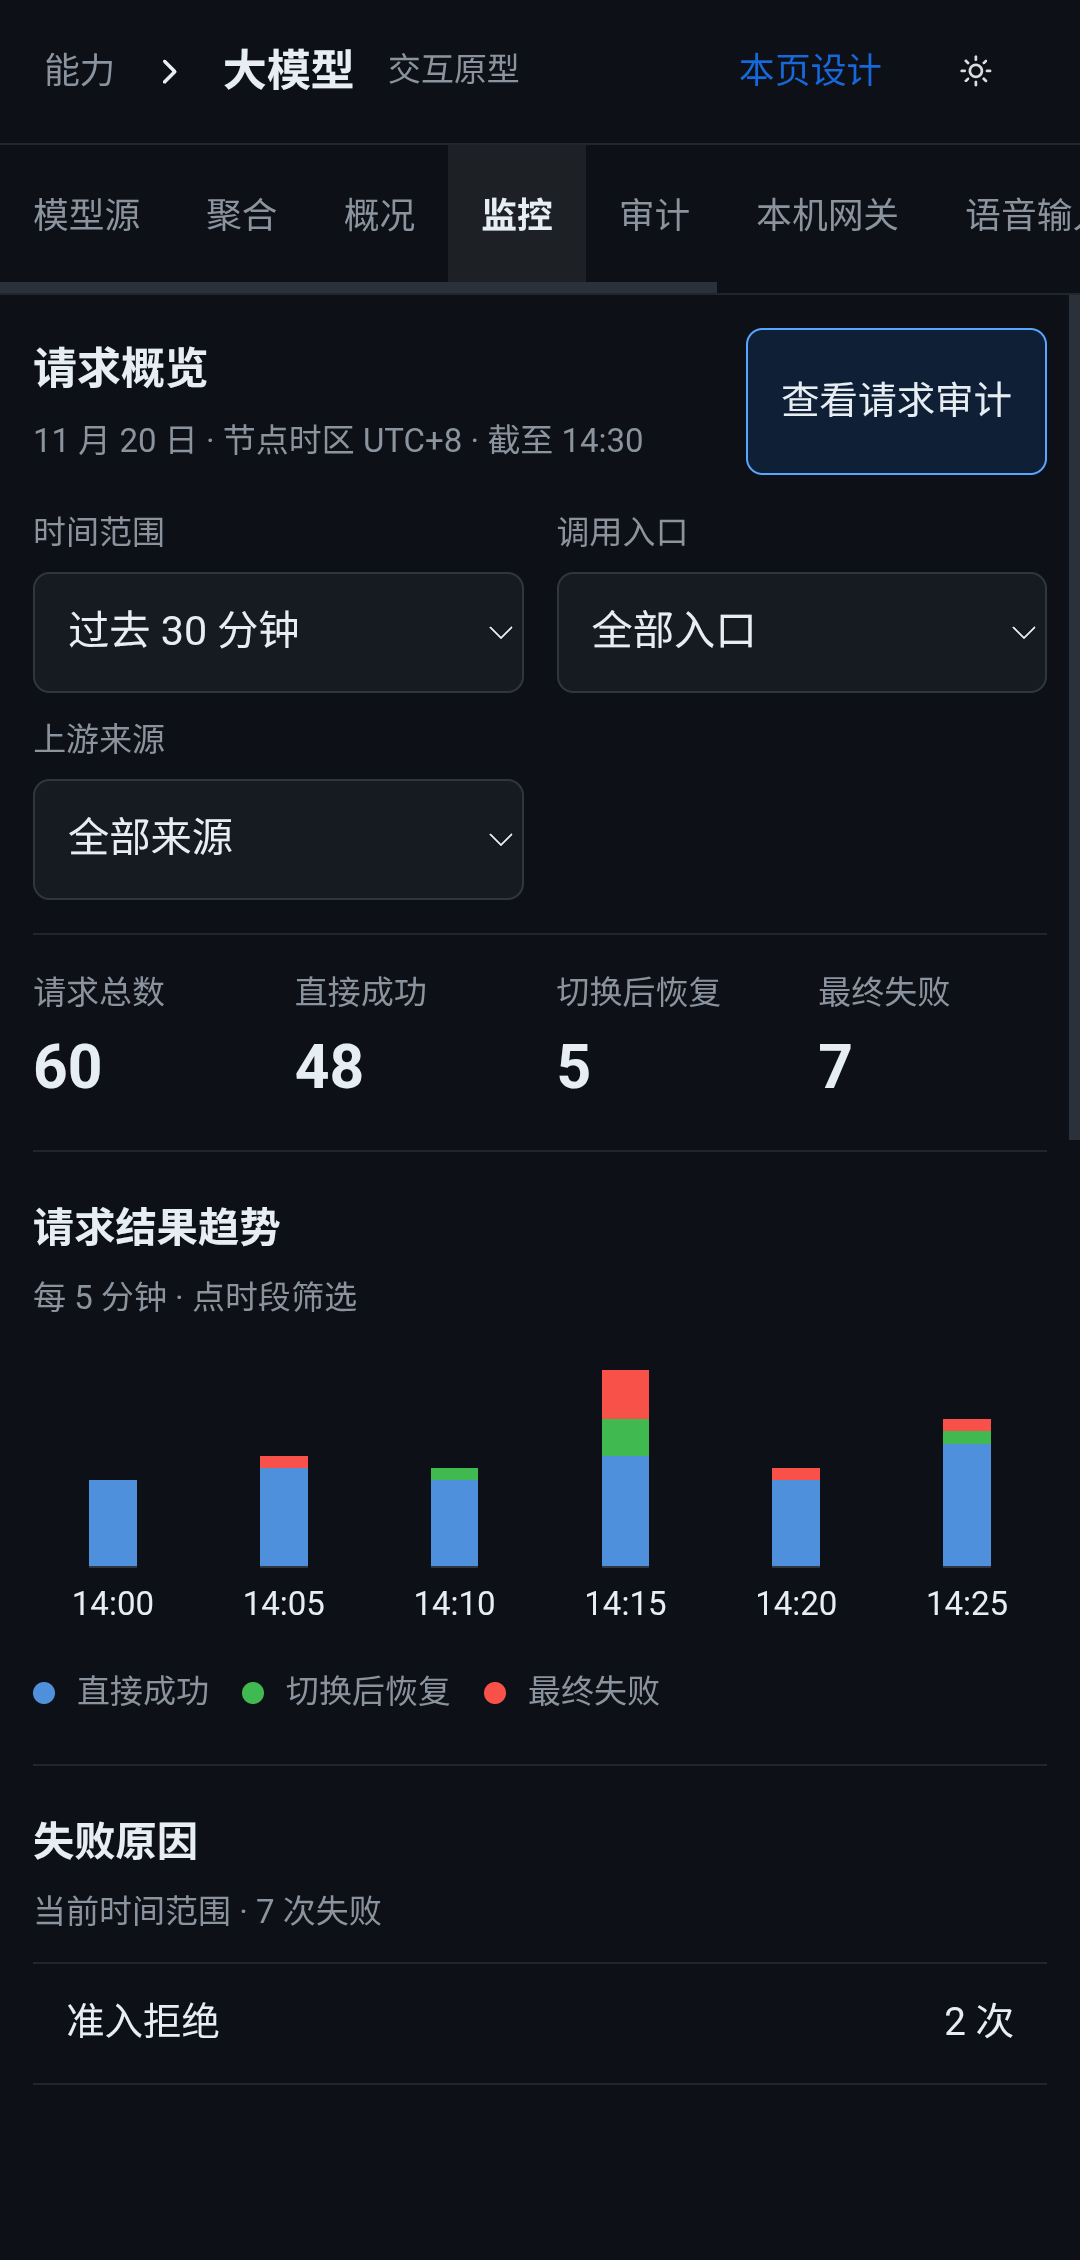 能力 > 大模型 交互原型 本页设计
模型源 聚合 概况 监控 审计 本机网关 语音输
请求概览
查看请求审计
11 月 20 日 · 节点时区 UTC+8 · 截至 14:30
时间范围 调用入口
过去 30 分钟 全部入口
上游来源
全部来源
请求总数 直接成功 切换后恢复 最终失败
60 48 5 7
请求结果趋势
每 5 分钟 · 点时段筛选
14:00 14:05 14:10 14:15 14:20 14:25
直接成功 切换后恢复 最终失败
失败原因
当前时间范围 · 7 次失败
准入拒绝 2 次